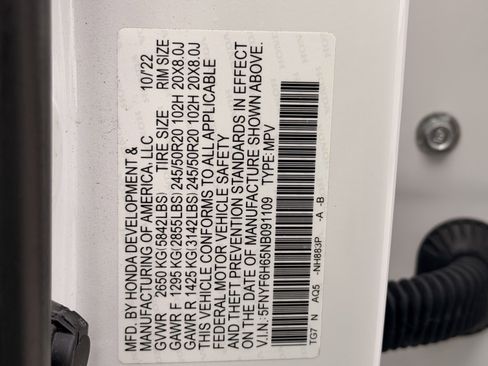 MFD. BY HONDA DEVELOPMENT &
MANUFACTURING OF AMERICA, LLC 10/22
GVWR 2650 KG(5842LBS) TIRE SIZE RIM SIZE
GAWR F 1295 KG(2855LBS) 245/50R20 102H 20X8.0J
GAWR R 1425 KG(3142LBS) 245/50R20 102H 20X8.0J
THIS VEHICLE CONFORMS TO ALL APPLICABLE
FEDERAL MOTOR VEHICLE SAFETY
AND THEFT PREVENTION STANDARDS IN EFFECT
ON THE DATE OF MANUFACTURE SHOWN ABOVE.
V.I.N.: 5FNYF6H65NB091109 TYPE: MPV
TG7 N AQ5 -NH883P -A -B